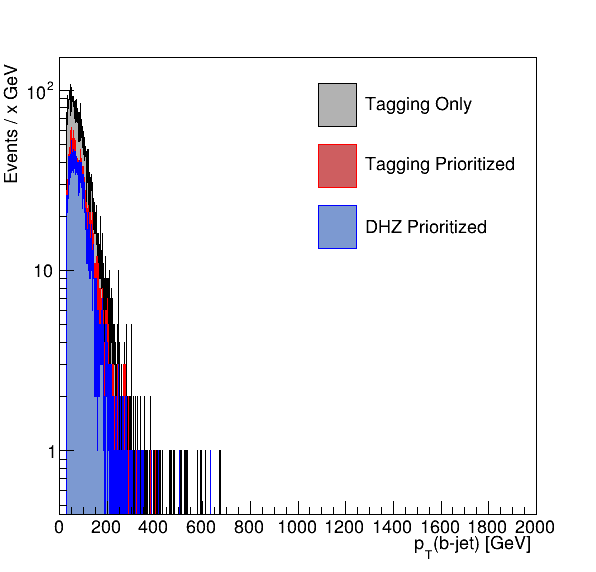 Events / x GeV
10²
10
1
Tagging Only
Tagging Prioritized
DHZ Prioritized
0 200 400 600 800 1000 1200 1400 1600 1800 2000
p_T(b-jet) [GeV]